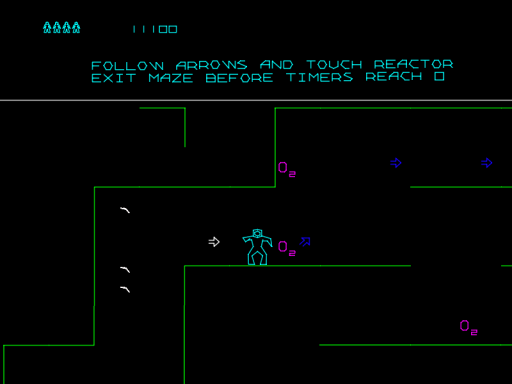 11100
FOLLOW ARROWS AND TOUCH REACTOR
EXIT MAZE BEFORE TIMERS REACH 0
O2
O2
O2